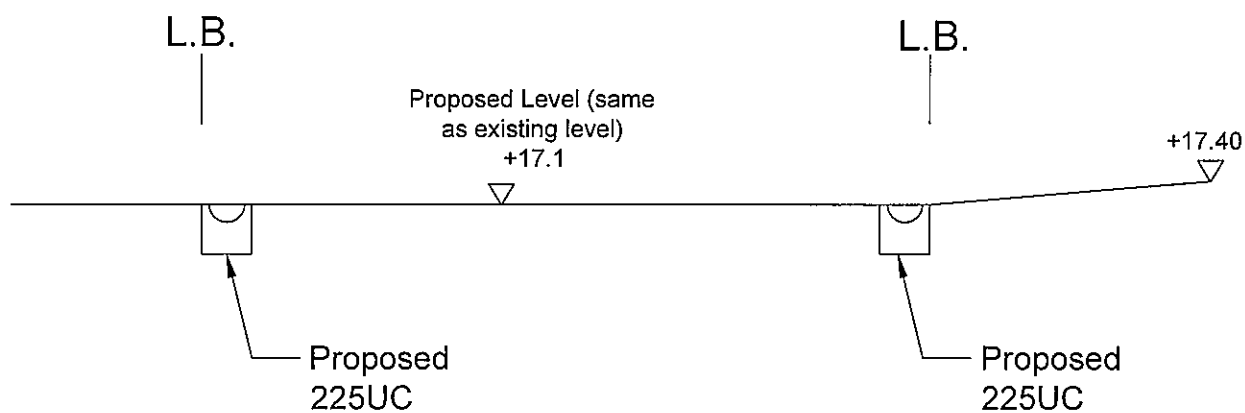 L.B.
L.B.
Proposed Level (same
as existing level)
+17.1
+17.40
Proposed
225UC
Proposed
225UC